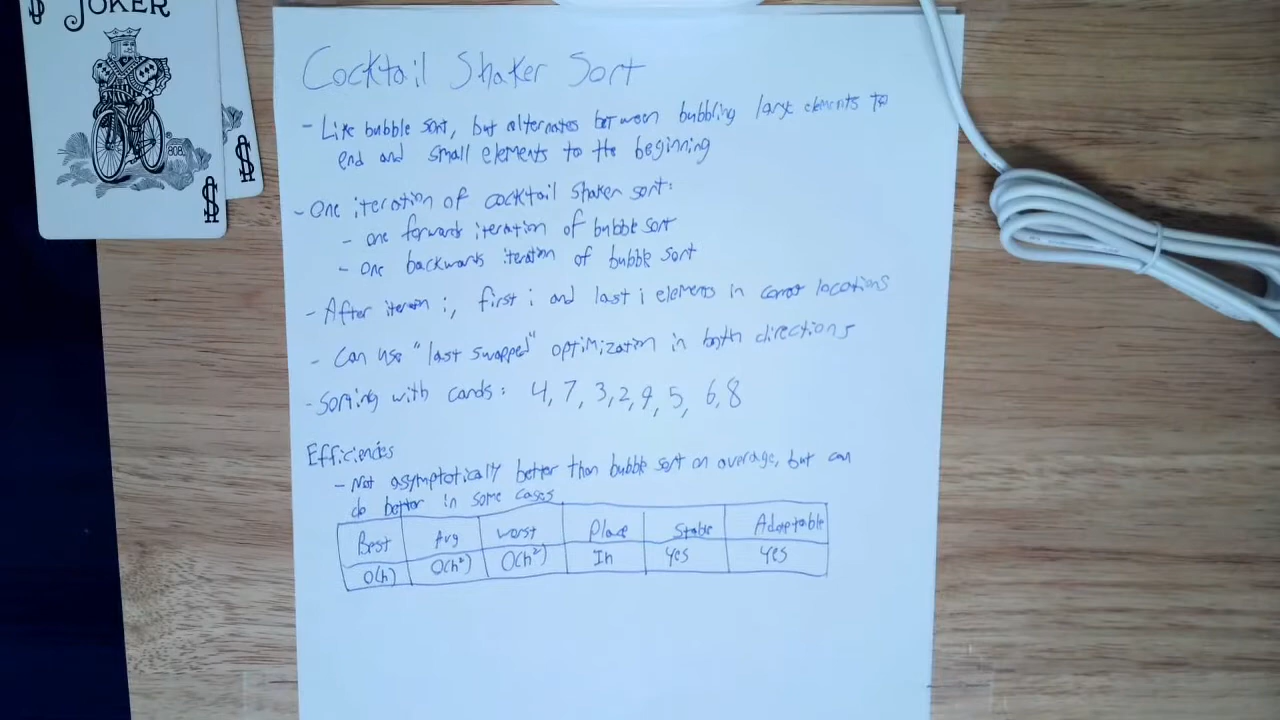 JOKER
$
$
$
808
Cocktail Shaker Sort
- Like bubble sort, but alternates between bubbling large elements to
end and small elements to the beginning
- One iteration of cocktail shaker sort:
- one forwards iteration of bubble sort
- One backwards iteration of bubble sort
- After iteration i, first i and last i elements in correct locations
- Can use "last swapped" optimization in both directions
- Sorting with cards: 4, 7, 3, 2, 9, 5, 6, 8
Efficiencies
- Not asymptotically better than bubble sort on average, but can
do better in some cases
Best Avg Worst Place Stable Adaptable
O(n) O(n²) O(n²) In Yes Yes